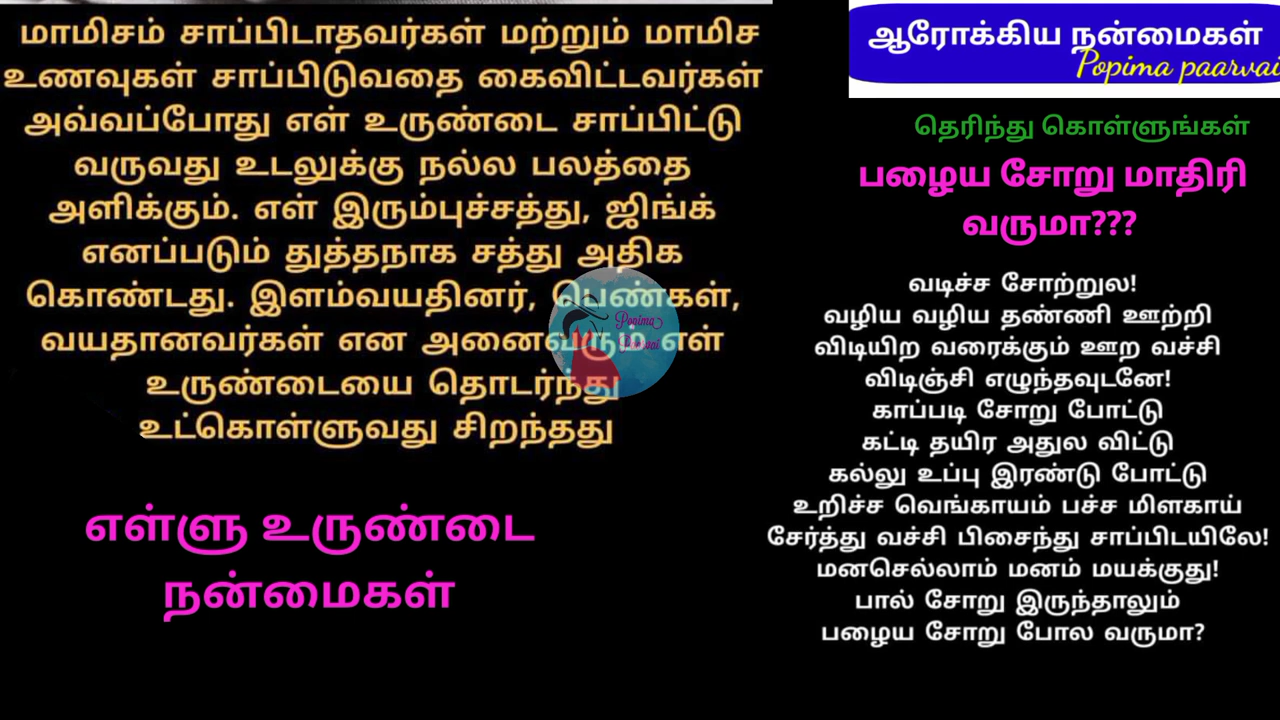 மாமிசம் சாப்பிடாதவர்கள் மற்றும் மாமிச
உணவுகள் சாப்பிடுவதை கைவிட்டவர்கள்
அவ்வப்போது எள் உருண்டை சாப்பிட்டு
வருவது உடலுக்கு நல்ல பலத்தை
அளிக்கும். எள் இரும்புச்சத்து, ஜிங்க்
எனப்படும் துத்தநாக சத்து அதிக
கொண்டது. இளம்வயதினர், பெண்கள்,
வயதானவர்கள் என அனைவரும் எள்
உருண்டையை தொடர்ந்து
உட்கொள்ளுவது சிறந்தது
எள்ளு உருண்டை
நன்மைகள்
Popima
Paarvai
ஆரோக்கிய நன்மைகள்
Popima paarvai
தெரிந்து கொள்ளுங்கள்
பழைய சோறு மாதிரி
வருமா???
வடிச்ச சோற்றுல!
வழிய வழிய தண்ணி ஊற்றி
விடியிற வரைக்கும் ஊற வச்சி
விடிஞ்சி எழுந்தவுடனே!
காப்படி சோறு போட்டு
கட்டி தயிர அதுல விட்டு
கல்லு உப்பு இரண்டு போட்டு
உறிச்ச வெங்காயம் பச்ச மிளகாய்
சேர்த்து வச்சி பிசைந்து சாப்பிடயிலே!
மனசெல்லாம் மனம் மயக்குது!
பால் சோறு இருந்தாலும்
பழைய சோறு போல வருமா?